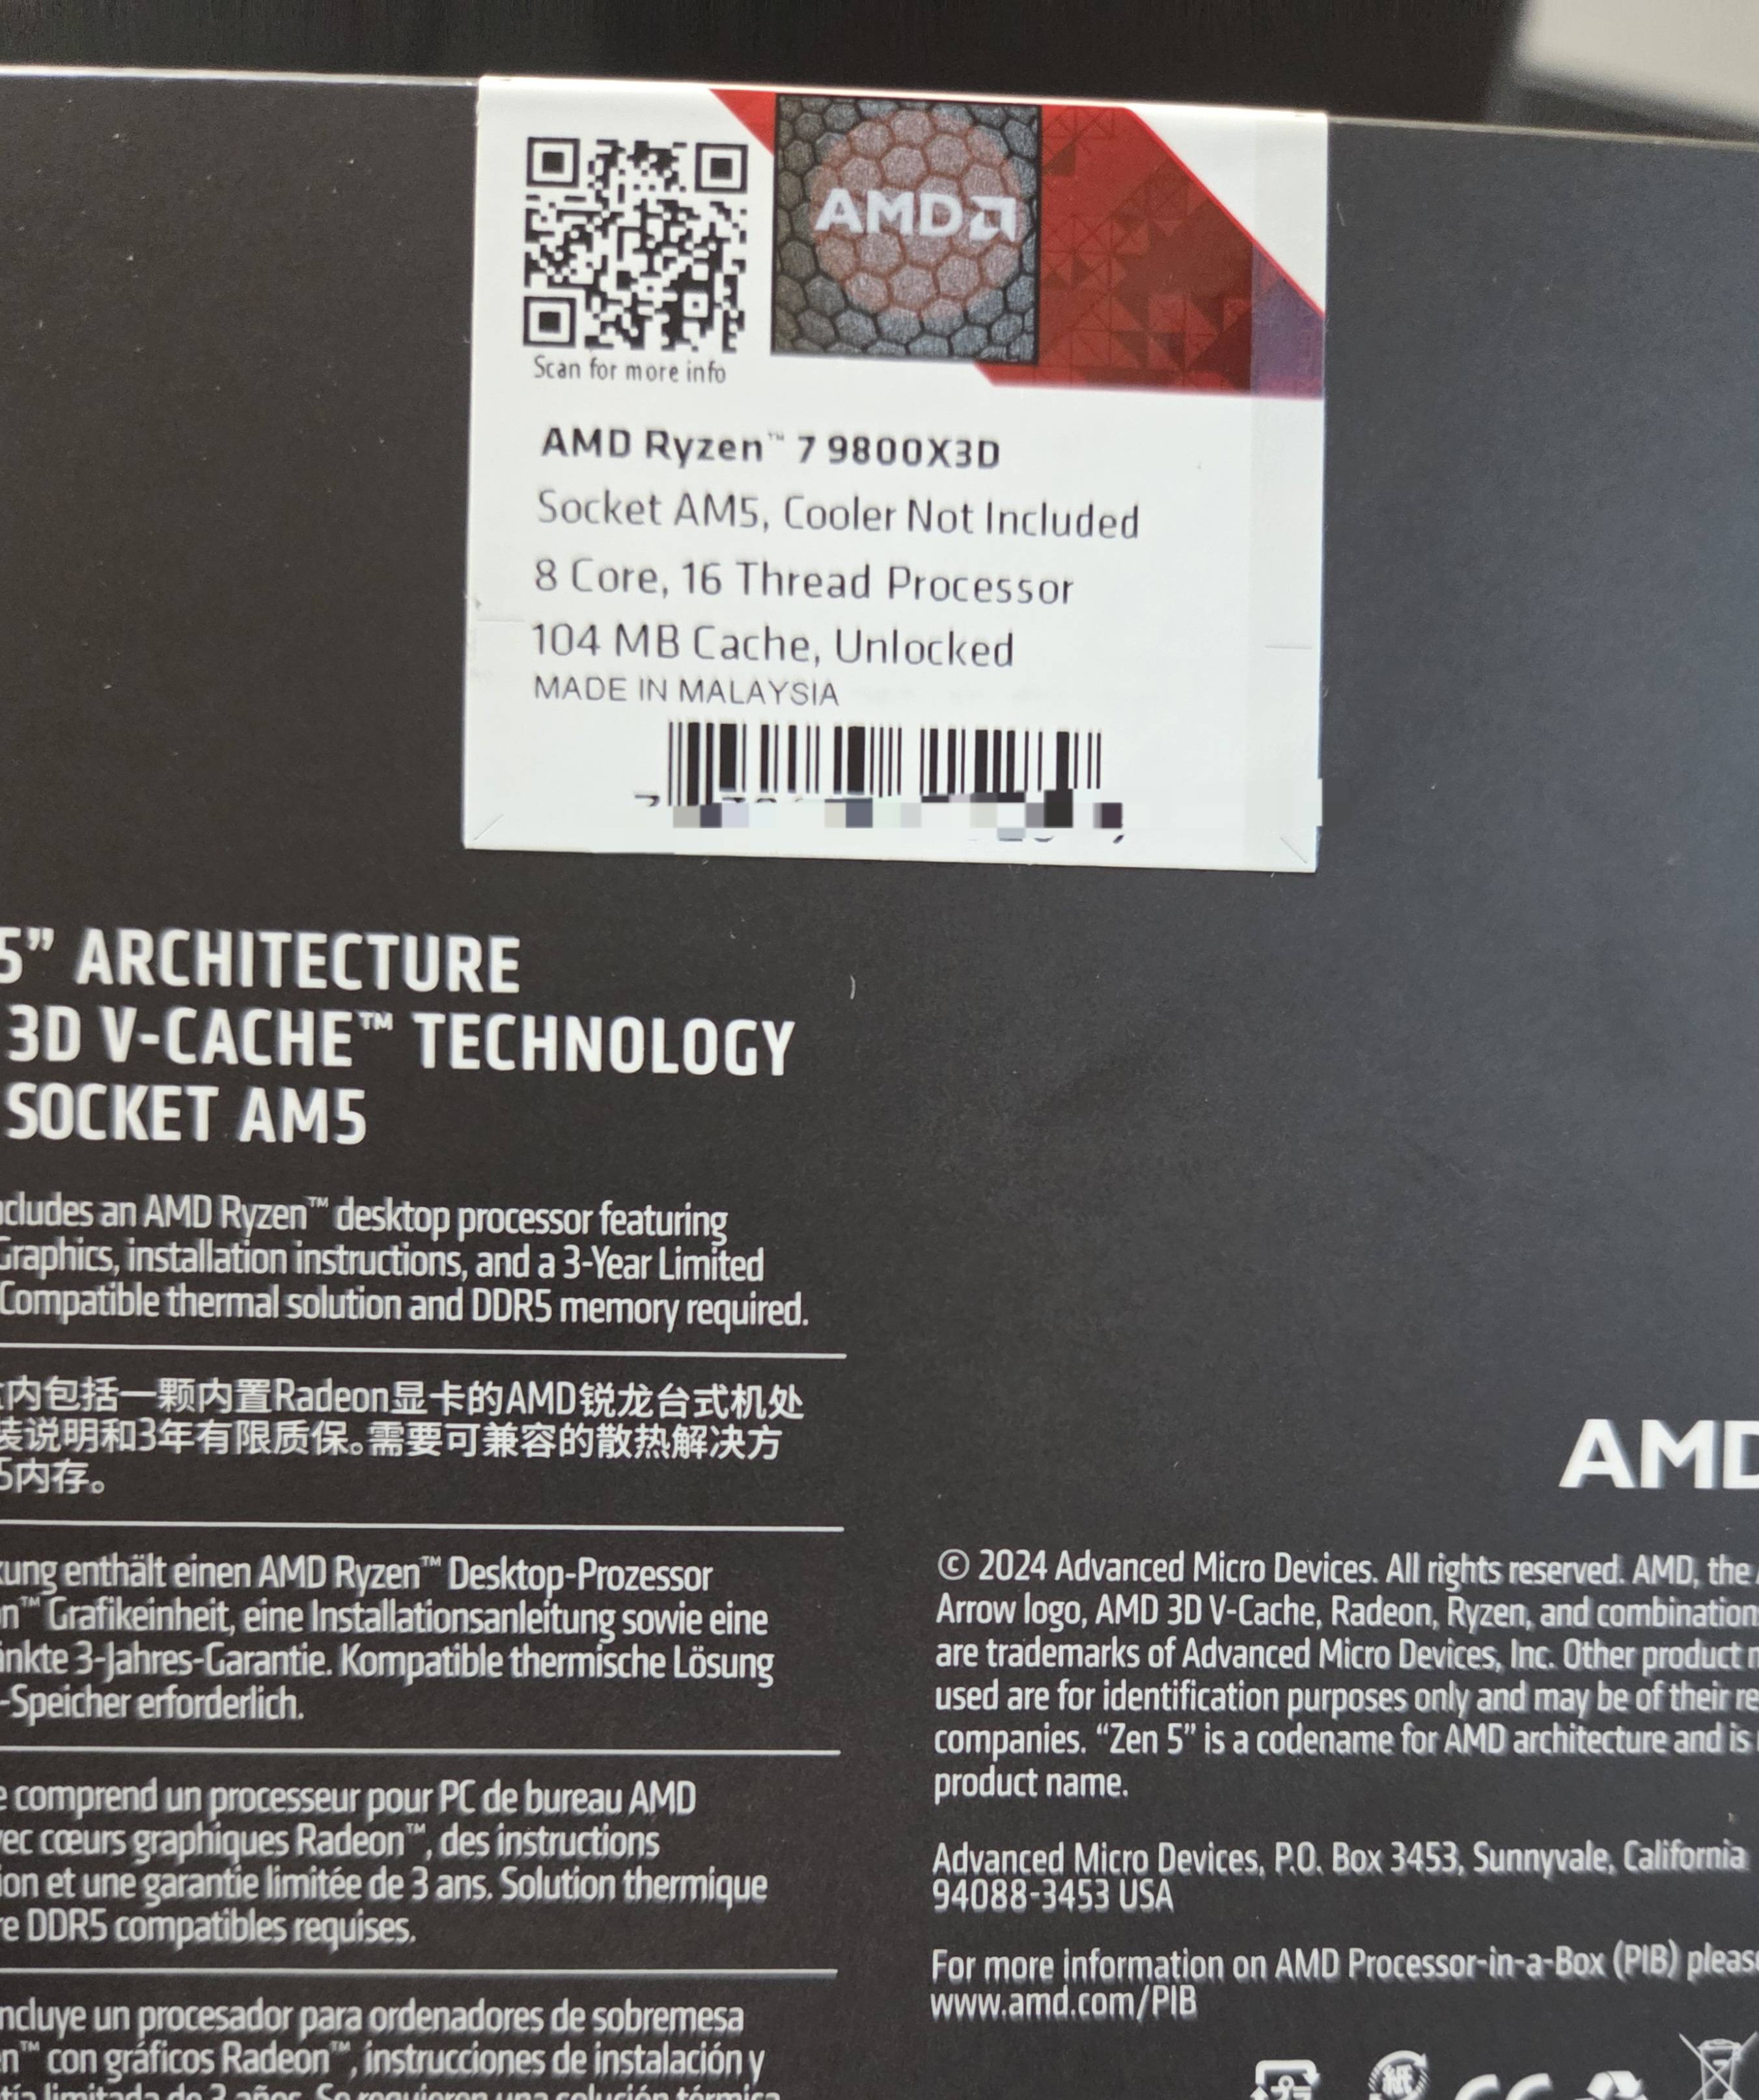 AMD
Scan for more info
AMD Ryzen™ 7 9800X3D
Socket AM5, Cooler Not Included
8 Core, 16 Thread Processor
104 MB Cache, Unlocked
MADE IN MALAYSIA
5” ARCHITECTURE
3D V-CACHE™ TECHNOLOGY
SOCKET AM5
an AMD Ryzen™ desktop processor featuring
Graphics, installation instructions, and a 3-Year Limited
Compatible thermal solution and DDR5 memory required.
内包括一颗内置Radeon显卡的AMD锐龙台式机处
装说明和3年有限质保。需要可兼容的散热解决方
5内存。
enthält einen AMD Ryzen™ Desktop-Prozessor
Grafikeinheit, eine Installationsanleitung sowie eine
3-Jahres-Garantie. Kompatible thermische Lösung
-Speicher erforderlich.
comprend un processeur pour PC de bureau AMD
cœurs graphiques Radeon™, des instructions
et une garantie limitée de 3 ans. Solution thermique
DDR5 compatibles requises.
un procesador para ordenadores de sobremesa
con gráficos Radeon™, instrucciones de instalación y
AMD
© 2024 Advanced Micro Devices. All rights reserved. AMD, the
Arrow logo, AMD 3D V-Cache, Radeon, Ryzen, and combination
are trademarks of Advanced Micro Devices, Inc. Other product
used are for identification purposes only and may be of their
companies. “Zen 5” is a codename for AMD architecture and is
product name.
Advanced Micro Devices, P.O. Box 3453, Sunnyvale, California
94088-3453 USA
For more information on AMD Processor-in-a-Box (PIB)
www.amd.com/PIB